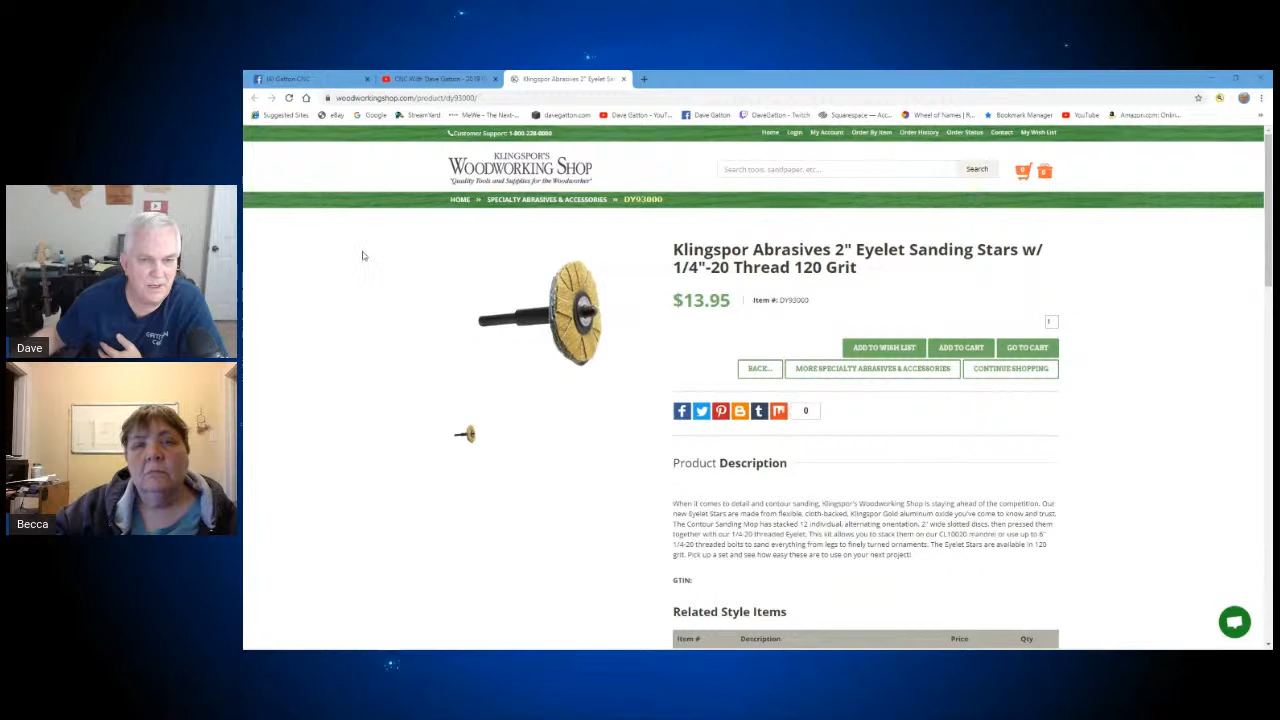 (4) Gatton CNC
CNC With Dave Gatton - 2019
Klingspor Abrasives 2" Eyelet San
woodworkingshop.com/product/dy93000/
Suggested Sites
eBay
Google
StreamYard
MeWe - The Next-...
davegatton.com
Dave Gatton - YouT...
Dave Gatton
DaveGatton - Twitch
Squarespace — Acc...
Wheel of Names | R...
Bookmark Manager
YouTube
Amazon.com: Onlin...
Customer Support: 1-800-228-0000
Home Login My Account Order By Item Order History Order Status Contact My Wish List
KLINGSPOR'S
WOODWORKING SHOP
"Quality Tools and Supplies for the Woodworker"
Search tools, sandpaper, etc...
Search
0
0
HOME » SPECIALTY ABRASIVES & ACCESSORIES » DY93000
Klingspor Abrasives 2" Eyelet Sanding Stars w/
1/4"-20 Thread 120 Grit
$13.95
Item #: DY93000
1
ADD TO WISH LIST
ADD TO CART
GO TO CART
BACK...
MORE SPECIALTY ABRASIVES & ACCESSORIES
CONTINUE SHOPPING
0
Product Description
When it comes to detail and contour sanding, Klingspor's Woodworking Shop is staying ahead of the competition. Our
new Eyelet Stars are made from flexible, cloth-backed, Klingspor Gold aluminum oxide you've come to know and trust.
The Contour Sanding Mop has stacked 12 individual, alternating orientation, 2" wide slotted discs, then pressed them
together with our 1/4-20 threaded Eyelet. This kit allows you to stack them on our CL10020 mandrel or use up to 6"
1/4-20 threaded bolts to sand everything from legs to finely turned ornaments. The Eyelet Stars are available in 120
grit. Pick up a set and see how easy these are to use on your next project!
GTIN:
Related Style Items
Item # Description Price Qty
Dave
Becca